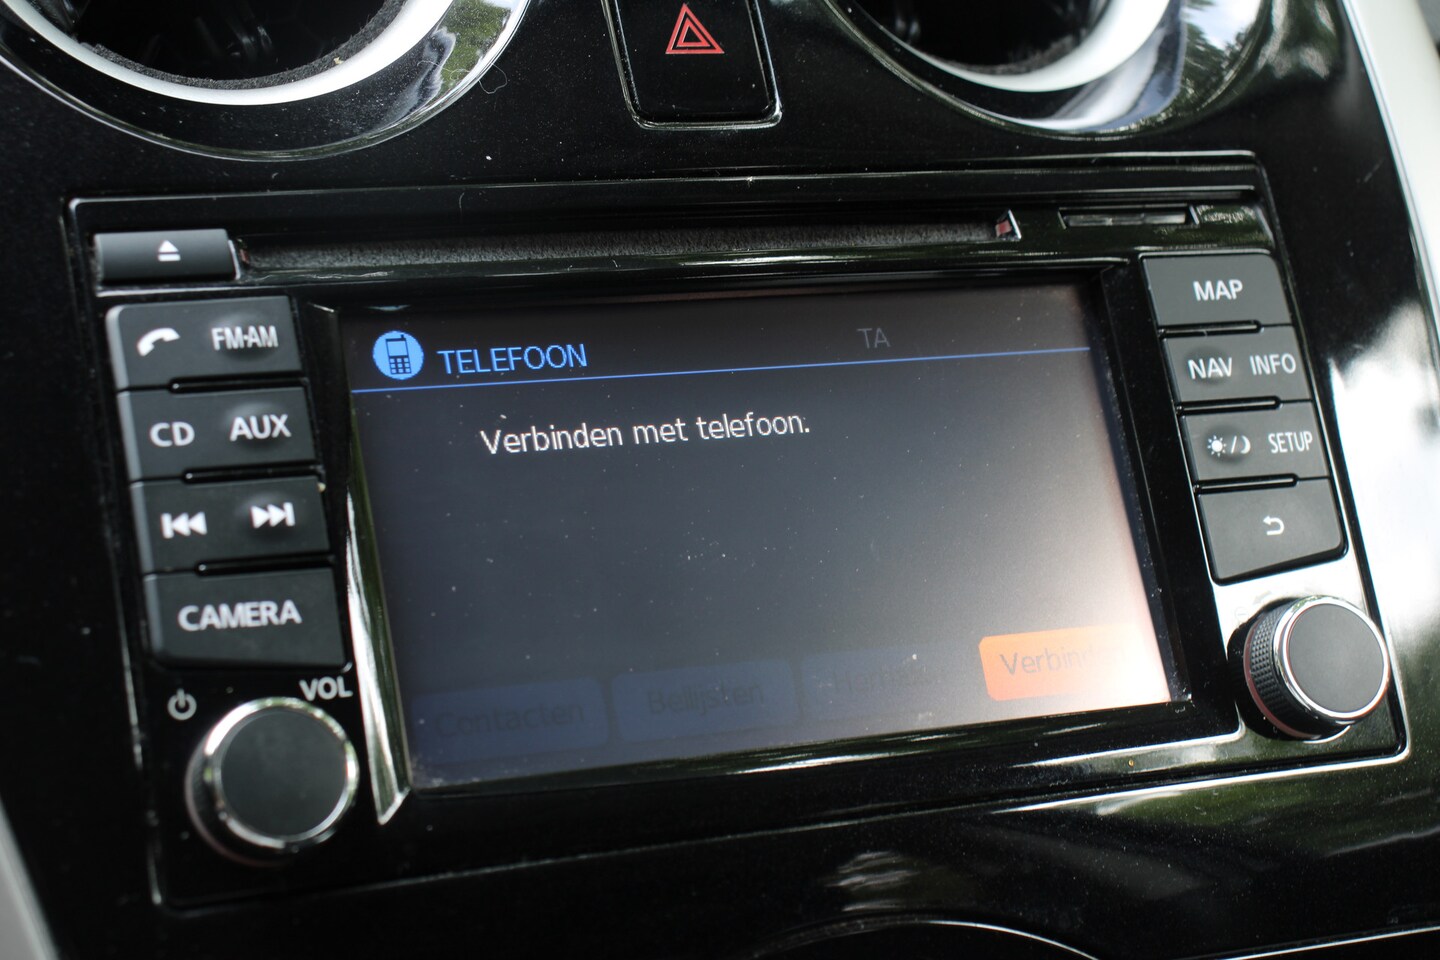 MAP
FM·AM
TA
TELEFOON
NAV INFO
CD AUX
Verbinden met telefoon.
SETUP
CAMERA
Contacten
Bellijsten
VOL